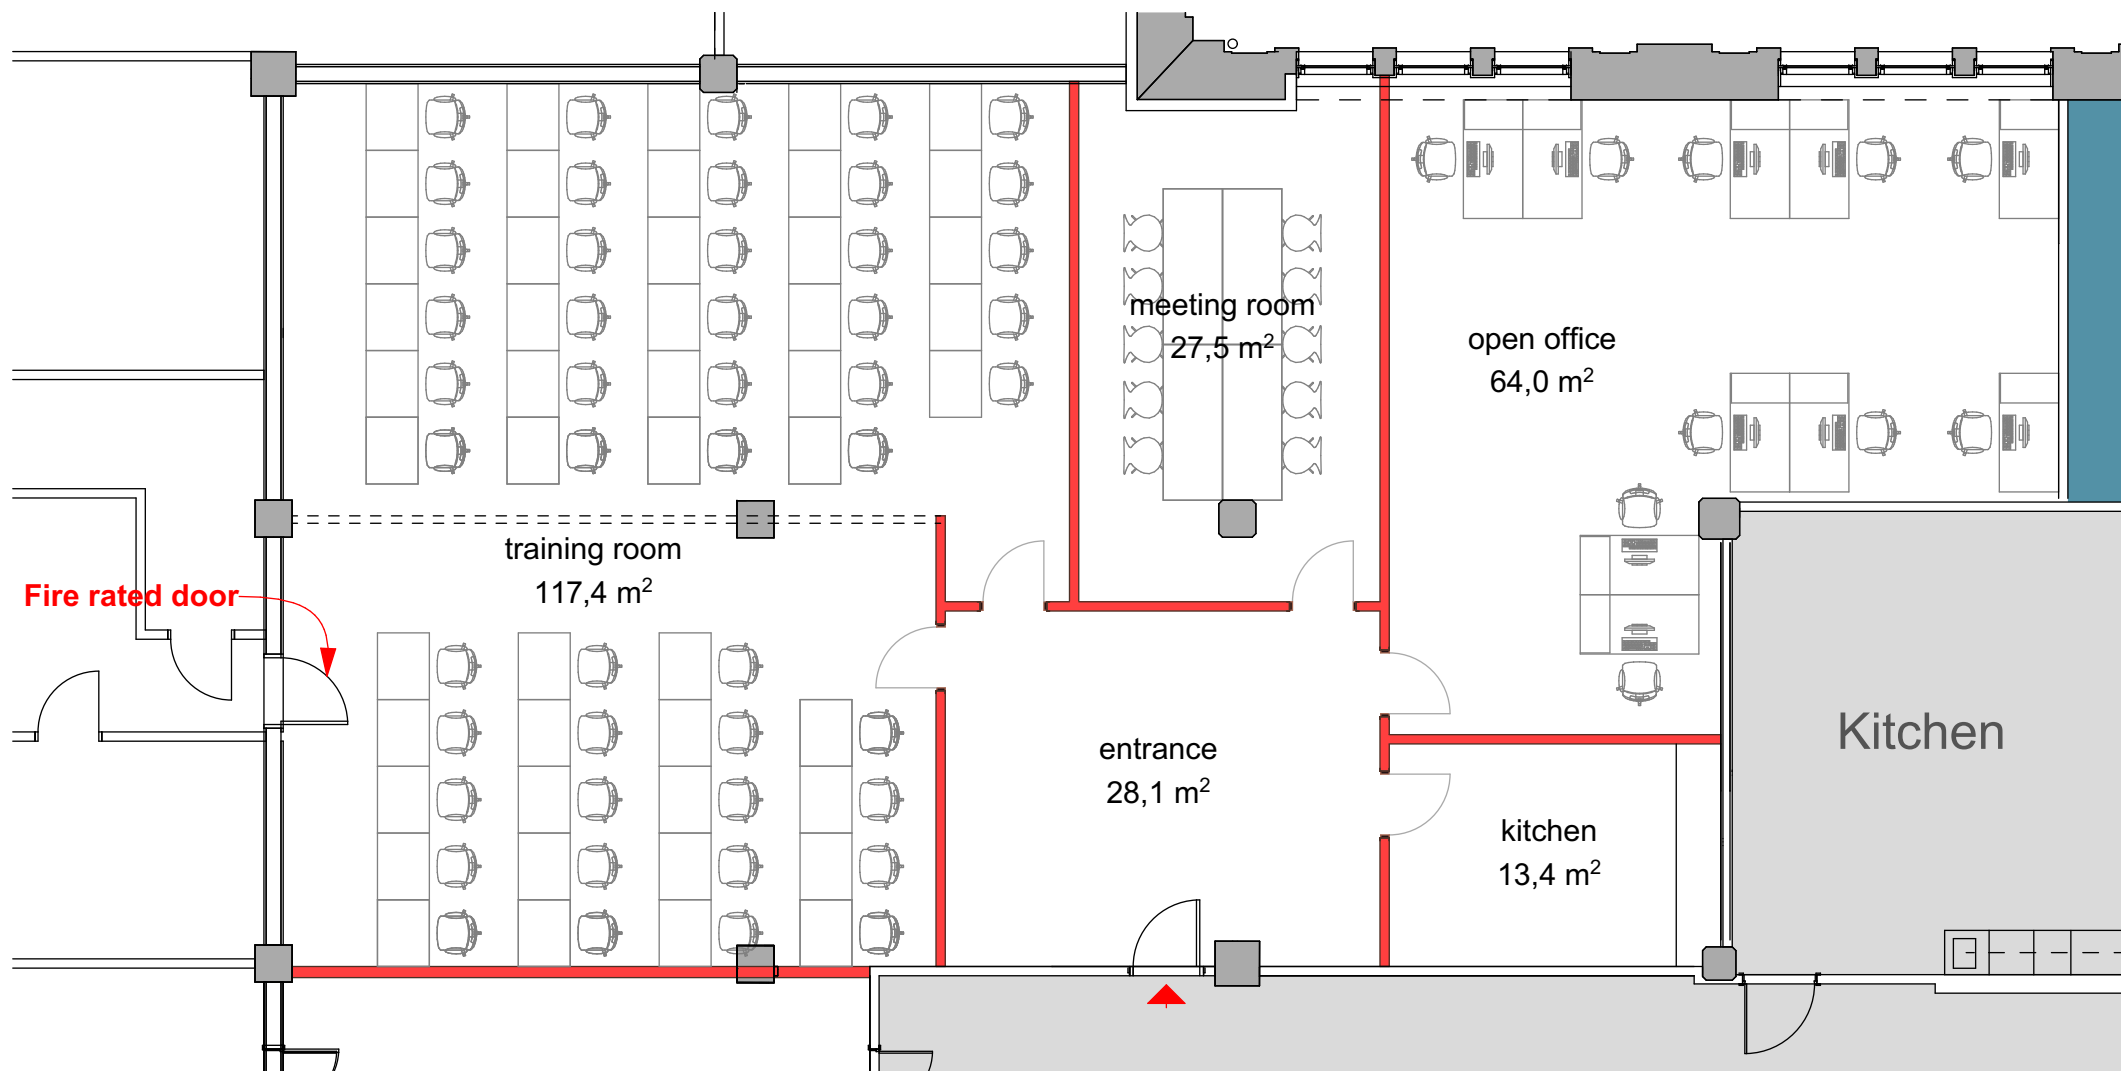 meeting room
27,5 m²
open office
64,0 m²
training room
117,4 m²
Fire rated door
Kitchen
entrance
28,1 m²
kitchen
13,4 m²